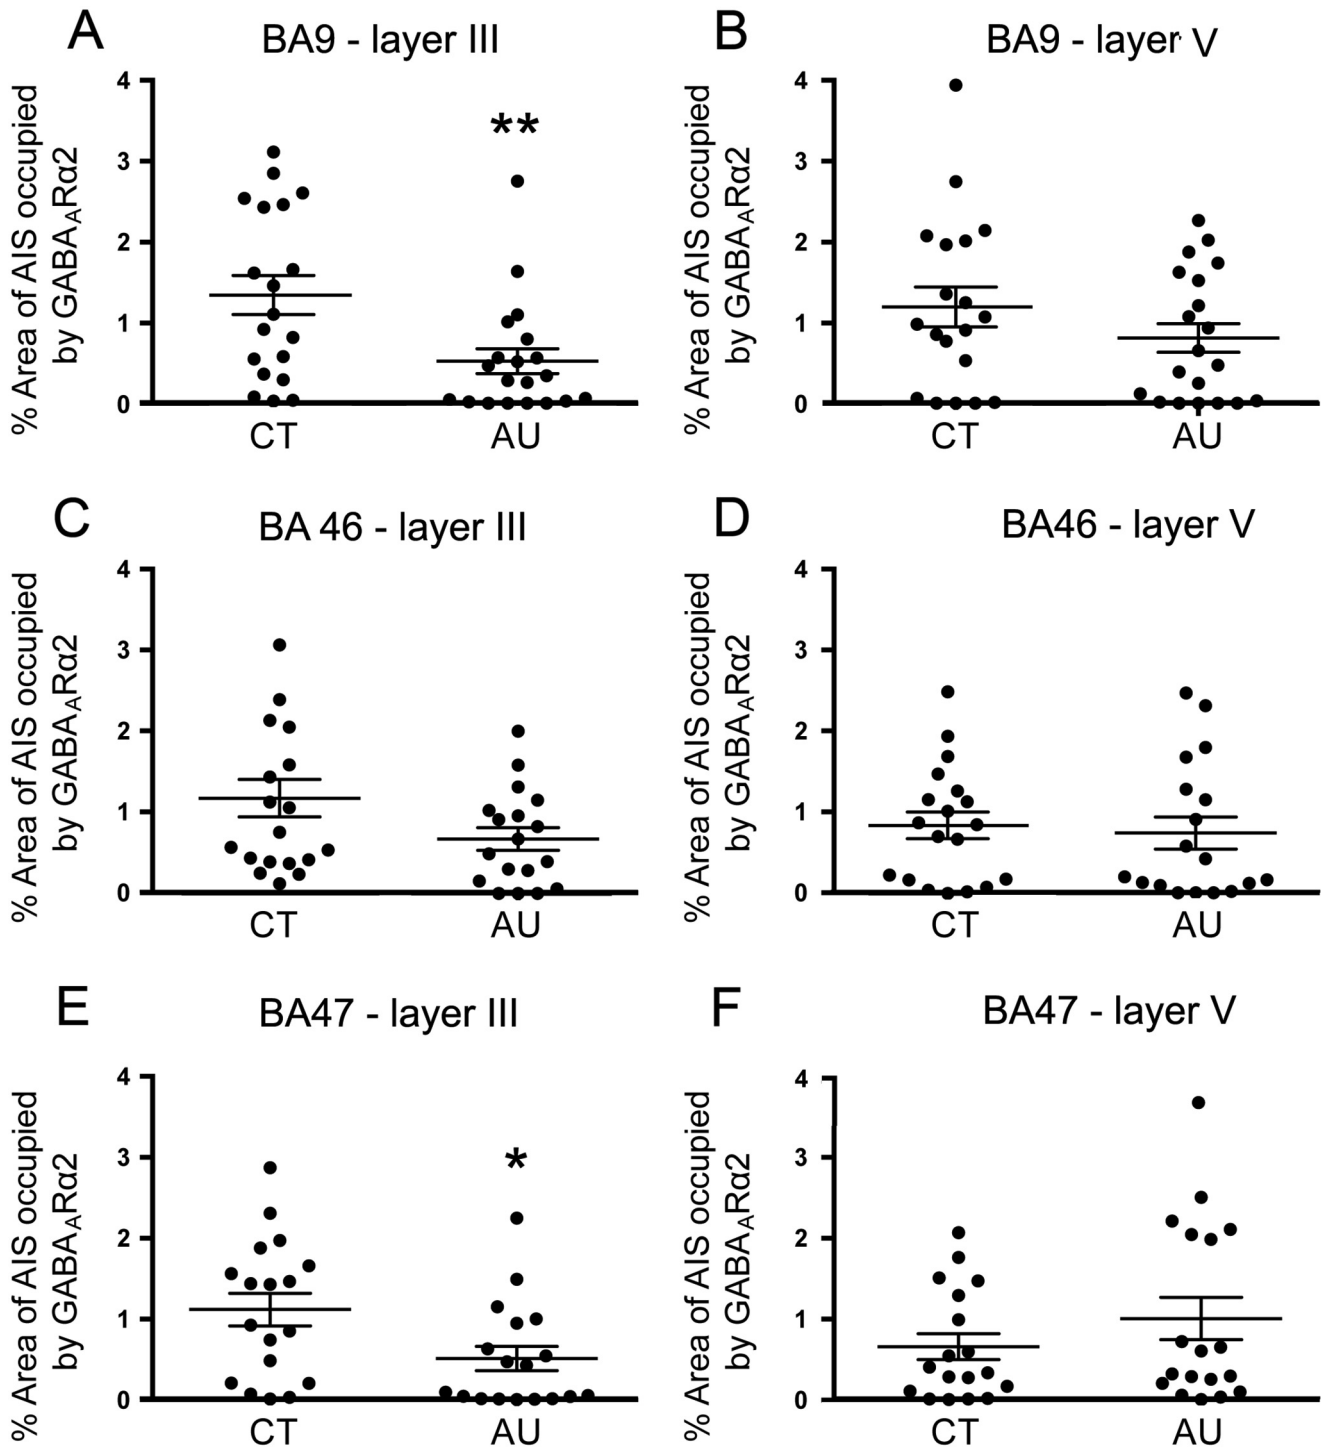 A
BA9 - layer III
% Area of AIS occupied
by GABAARα2
4
3
2
1
0
**
CT
AU
B
BA9 - layer V
% Area of AIS occupied
by GABAARα2
4
3
2
1
0
CT
AU
C
BA 46 - layer III
% Area of AIS occupied
by GABAARα2
4
3
2
1
0
CT
AU
D
BA46 - layer V
% Area of AIS occupied
by GABAARα2
4
3
2
1
0
CT
AU
E
BA47 - layer III
% Area of AIS occupied
by GABAARα2
4
3
2
1
0
*
CT
AU
F
BA47 - layer V
% Area of AIS occupied
by GABAARα2
4
3
2
1
0
CT
AU